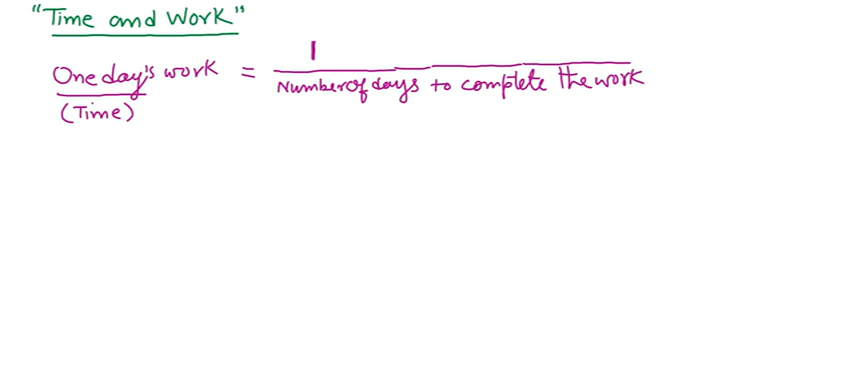 "Time and Work"
One day's work = 1 / Number of days to complete the work
(Time)